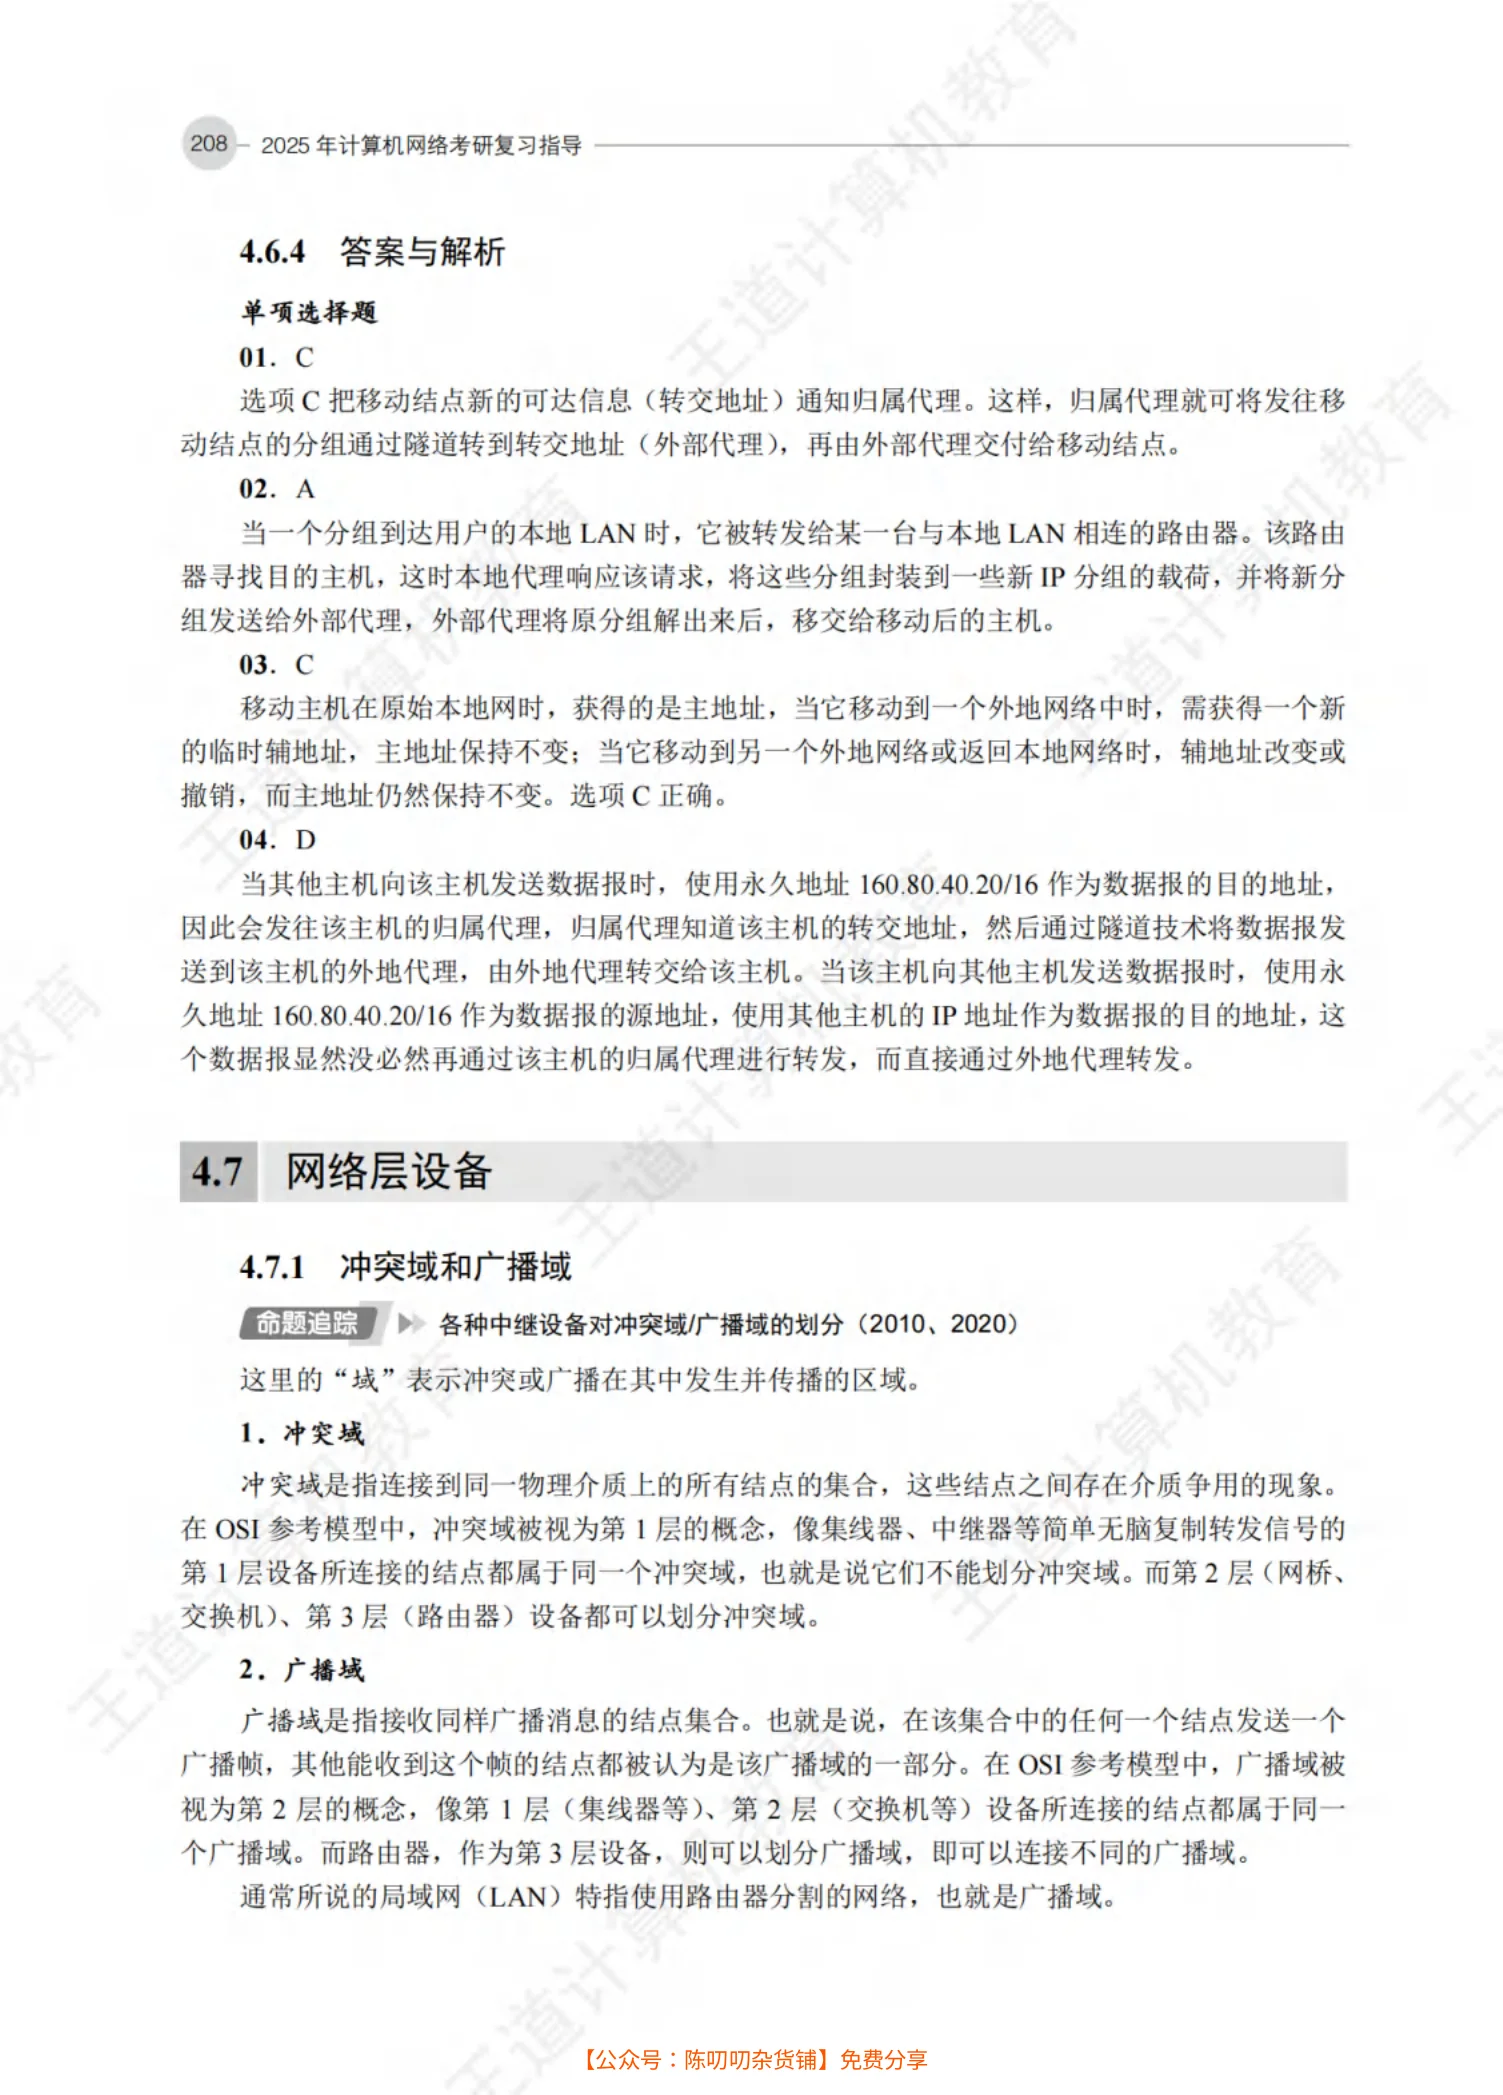 208 2025 年计算机网络考研复习指导
4.6.4 答案与解析
单项选择题
01. C
选项 C 把移动结点新的可达信息（转交地址）通知归属代理。这样，归属代理就可将发往移
动结点的分组通过隧道转到转交地址（外部代理），再由外部代理交付给移动结点。
02. A
当一个分组到达用户的本地 LAN 时，它被转发给某一台与本地 LAN 相连的路由器。该路由
器寻找目的主机，这时本地代理响应该请求，将这些分组封装到一些新 IP 分组的载荷，并将新分
组发送给外部代理，外部代理将原分组解出来后，移交给移动后的主机。
03. C
移动主机在原始本地网时，获得的是主地址，当它移动到一个外地网络中时，需获得一个新
的临时辅地址，主地址保持不变；当它移动到另一个外地网络或返回本地网络时，辅地址改变或
撤销，而主地址仍然保持不变。选项 C 正确。
04. D
当其他主机向该主机发送数据报时，使用永久地址 160.80.40.20/16 作为数据报的目的地址，
因此会发往该主机的归属代理，归属代理知道该主机的转交地址，然后通过隧道技术将数据报发
送到该主机的外地代理，由外地代理转交给该主机。当该主机向其他主机发送数据报时，使用永
久地址 160.80.40.20/16 作为数据报的源地址，使用其他主机的 IP 地址作为数据报的目的地址，这
个数据报显然没必然再通过该主机的归属代理进行转发，而直接通过外地代理转发。
4.7 网络层设备
4.7.1 冲突域和广播域
命题追踪 各种中继设备对冲突域/广播域的划分（2010、2020）
这里的“域”表示冲突或广播在其中发生并传播的区域。
1. 冲突域
冲突域是指连接到同一物理介质上的所有结点的集合，这些结点之间存在介质争用的现象。
在 OSI 参考模型中，冲突域被视为第 1 层的概念，像集线器、中继器等简单无脑复制转发信号的
第 1 层设备所连接的结点都属于同一个冲突域，也就是说它们不能划分冲突域。而第 2 层（网桥、
交换机）、第 3 层（路由器）设备都可以划分冲突域。
2. 广播域
广播域是指接收同样广播消息的结点集合。也就是说，在该集合中的任何一个结点发送一个
广播帧，其他能收到这个帧的结点都被认为是该广播域的一部分。在 OSI 参考模型中，广播域被
视为第 2 层的概念，像第 1 层（集线器等）、第 2 层（交换机等）设备所连接的结点都属于同一
个广播域。而路由器，作为第 3 层设备，则可以划分广播域，即可以连接不同的广播域。
通常所说的局域网（LAN）特指使用路由器分割的网络，也就是广播域。
王道计算机教育
【公众号：陈叨叨杂货铺】免费分享